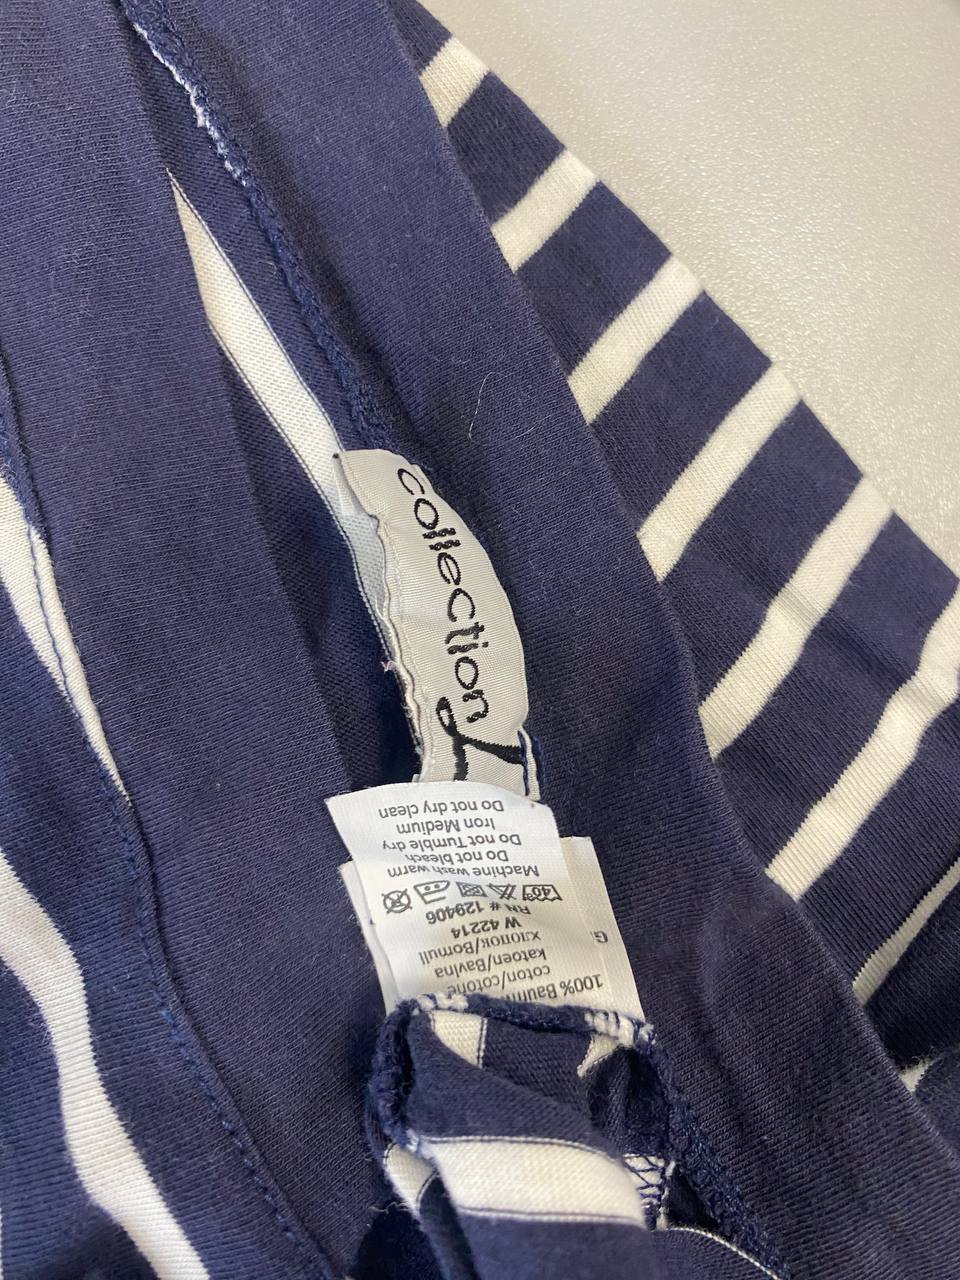 collection L
Do not dry clean
Iron Medium
Do not Tumble dry
Do not bleach
Machine wash warm
40°
RN # 129406
W 42214
хлопок/Bomull
katoen/Bavlna
coton/cotone
100% Baumw
G.